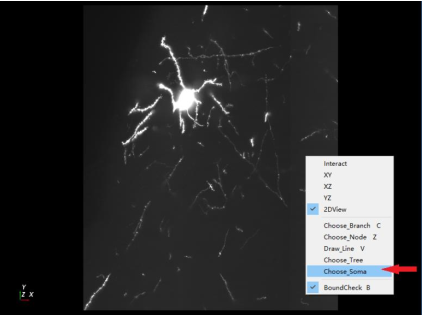 Interact
XY
XZ
YZ
2DView
Choose_Branch C
Choose_Node Z
Draw_Line V
Choose_Tree
Choose_Soma
BoundCheck B
Y
Z X